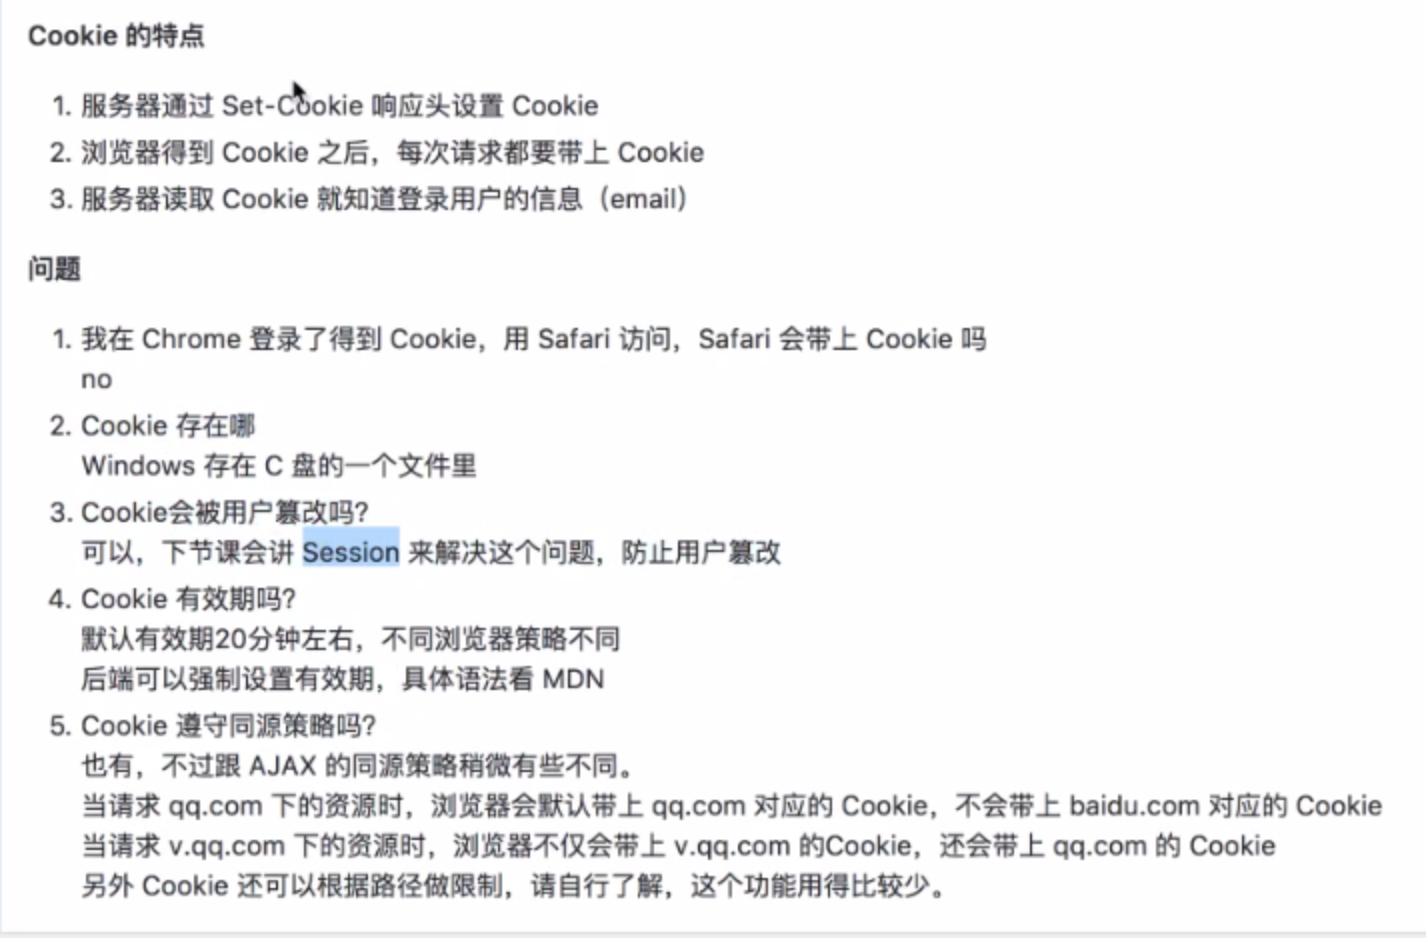 Cookie 的特点
1. 服务器通过 Set-Cookie 响应头设置 Cookie
2. 浏览器得到 Cookie 之后，每次请求都要带上 Cookie
3. 服务器读取 Cookie 就知道登录用户的信息（email）
问题
1. 我在 Chrome 登录了得到 Cookie，用 Safari 访问，Safari 会带上 Cookie 吗
no
2. Cookie 存在哪
Windows 存在 C 盘的一个文件里
3. Cookie会被用户篡改吗?
可以，下节课会讲 Session 来解决这个问题，防止用户篡改
4. Cookie 有效期吗?
默认有效期20分钟左右，不同浏览器策略不同
后端可以强制设置有效期，具体语法看 MDN
5. Cookie 遵守同源策略吗?
也有，不过跟 AJAX 的同源策略稍微有些不同。
当请求 qq.com 下的资源时，浏览器会默认带上 qq.com 对应的 Cookie，不会带上 baidu.com 对应的 Cookie
当请求 v.qq.com 下的资源时，浏览器不仅会带上 v.qq.com 的Cookie，还会带上 qq.com 的 Cookie
另外 Cookie 还可以根据路径做限制，请自行了解，这个功能用得比较少。